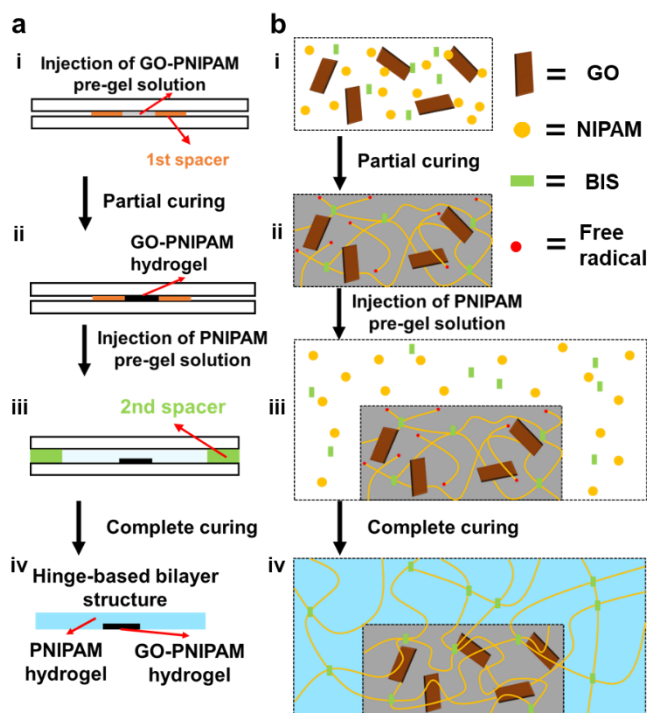 a
i
Injection of GO-PNIPAM
pre-gel solution
1st spacer
Partial curing
ii
GO-PNIPAM
hydrogel
Injection of PNIPAM
pre-gel solution
iii
2nd spacer
Complete curing
iv
Hinge-based bilayer
structure
PNIPAM
hydrogel
GO-PNIPAM
hydrogel
b
i
Partial curing
ii
Injection of PNIPAM
pre-gel solution
iii
Complete curing
iv
= GO
= NIPAM
= BIS
= Free
radical